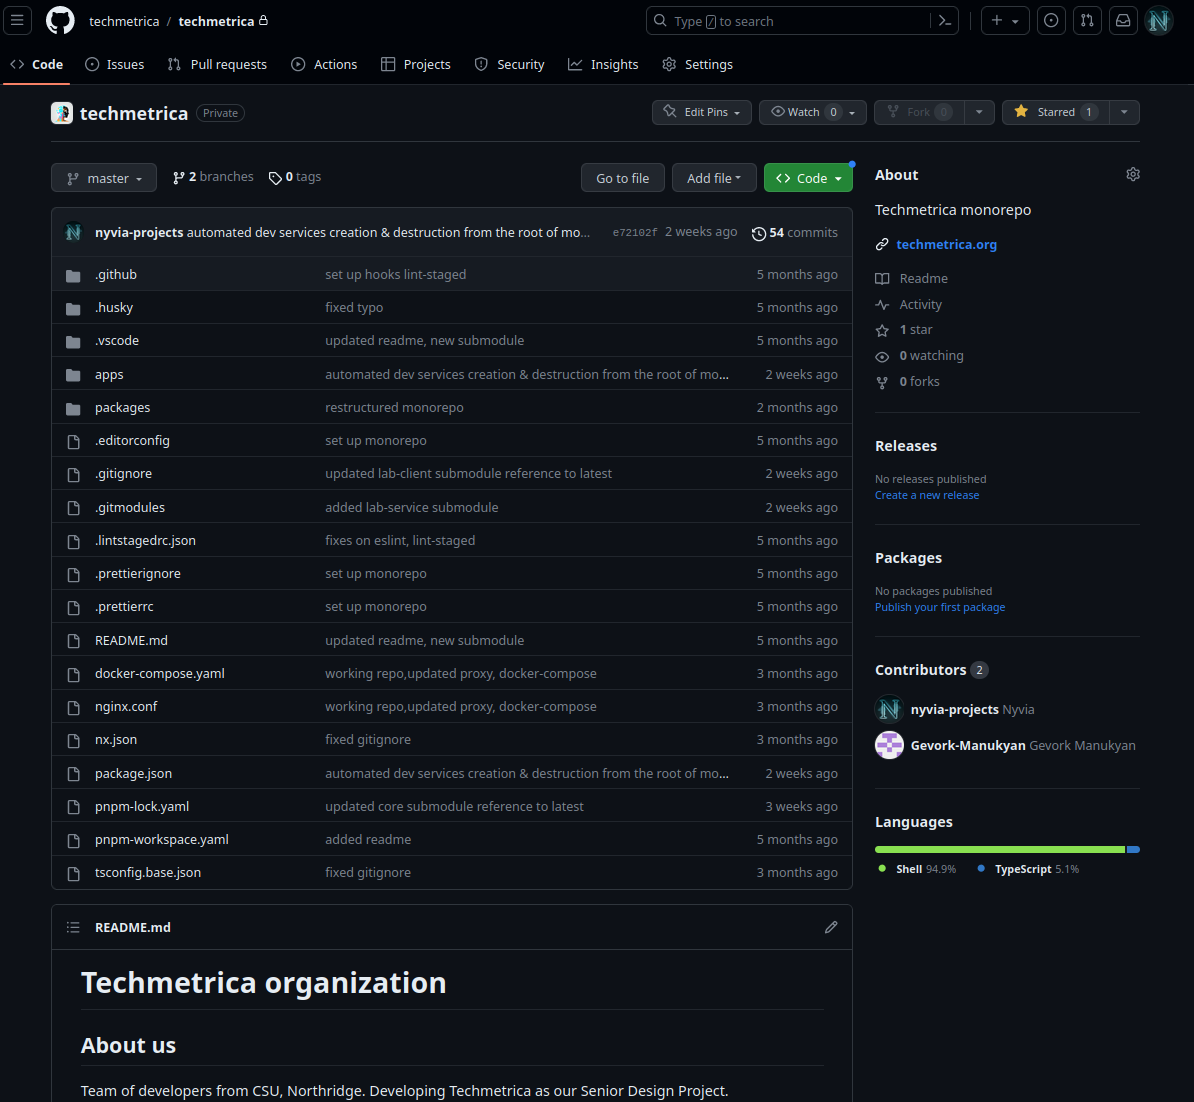 techmetrica / techmetrica
Type / to search
Code Issues Pull requests Actions Projects Security Insights Settings
techmetrica Private
Edit Pins Watch 0 Fork 0 Starred 1
master 2 branches 0 tags Go to file Add file Code
nyvia-projects automated dev services creation & destruction from the root of mo... e72102f 2 weeks ago 54 commits
.github set up hooks lint-staged 5 months ago
.husky fixed typo 5 months ago
.vscode updated readme, new submodule 5 months ago
apps automated dev services creation & destruction from the root of mo... 2 weeks ago
packages restructured monorepo 2 months ago
.editorconfig set up monorepo 5 months ago
.gitignore updated lab-client submodule reference to latest 2 weeks ago
.gitmodules added lab-service submodule 2 weeks ago
.lintstagedrc.json fixes on eslint, lint-staged 5 months ago
.prettierignore set up monorepo 5 months ago
.prettierrc set up monorepo 5 months ago
README.md updated readme, new submodule 5 months ago
docker-compose.yaml working repo,updated proxy, docker-compose 3 months ago
nginx.conf working repo,updated proxy, docker-compose 3 months ago
nx.json fixed gitignore 3 months ago
package.json automated dev services creation & destruction from the root of mo... 2 weeks ago
pnpm-lock.yaml updated core submodule reference to latest 3 weeks ago
pnpm-workspace.yaml added readme 5 months ago
tsconfig.base.json fixed gitignore 3 months ago
README.md
Techmetrica organization
About us
Team of developers from CSU, Northridge. Developing Techmetrica as our Senior Design Project.
About
Techmetrica monorepo
techmetrica.org
Readme
Activity
1 star
0 watching
0 forks
Releases
No releases published
Create a new release
Packages
No packages published
Publish your first package
Contributors 2
nyvia-projects Nyvia
Gevork-Manukyan Gevork Manukyan
Languages
Shell 94.9% TypeScript 5.1%